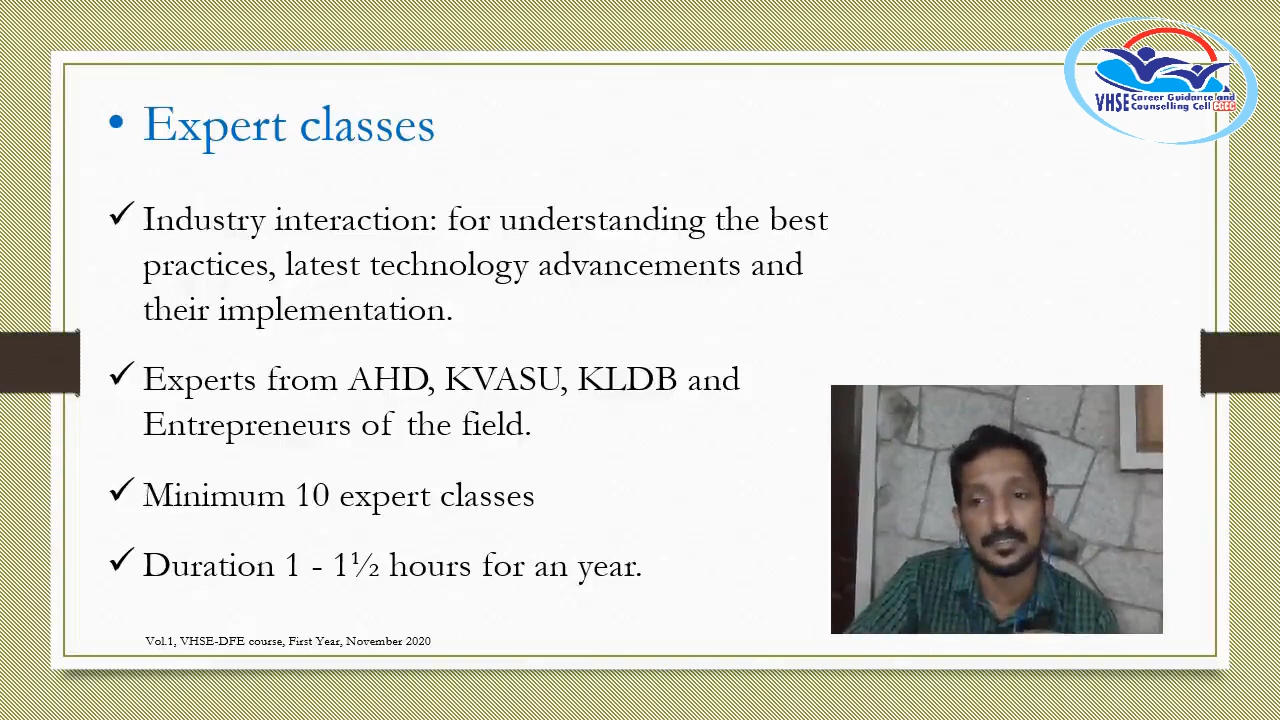 VHSE Career Guidance and
Counselling Cell CGCC
• Expert classes
✓ Industry interaction: for understanding the best
practices, latest technology advancements and
their implementation.
✓ Experts from AHD, KVASU, KLDB and
Entrepreneurs of the field.
✓ Minimum 10 expert classes
✓ Duration 1 - 1½ hours for an year.
Vol.1, VHSE-DFE course, First Year, November 2020